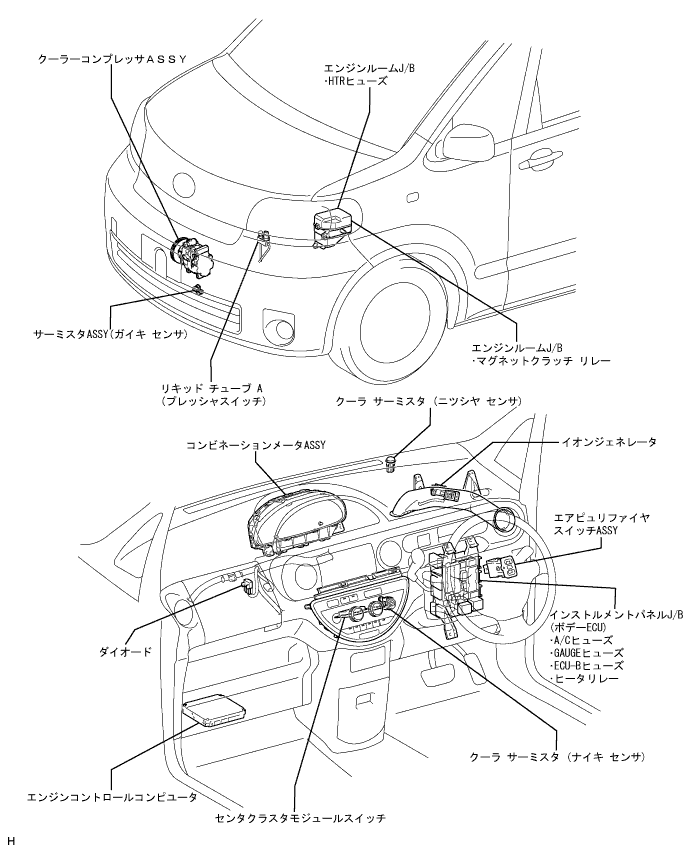 クーラーコンプレッサＡＳＳＹ
エンジンルームJ/B
・HTRヒューズ
サーミスタASSY(ガイキ センサ)
リキッド チューブ A
(プレッシャスイッチ)
エンジンルームJ/B
・マグネットクラッチ リレー
クーラ サーミスタ (ニツシヤ センサ)
コンビネーションメータASSY
イオンジェネレータ
エアピュリファイヤ
スイッチASSY
インストルメントパネルJ/B
(ボデーECU)
・A/Cヒューズ
・GAUGEヒューズ
・ECU-Bヒューズ
・ヒータリレー
ダイオード
クーラ サーミスタ (ナイキ センサ)
エンジンコントロールコンピュータ
センタクラスタモジュールスイッチ
H